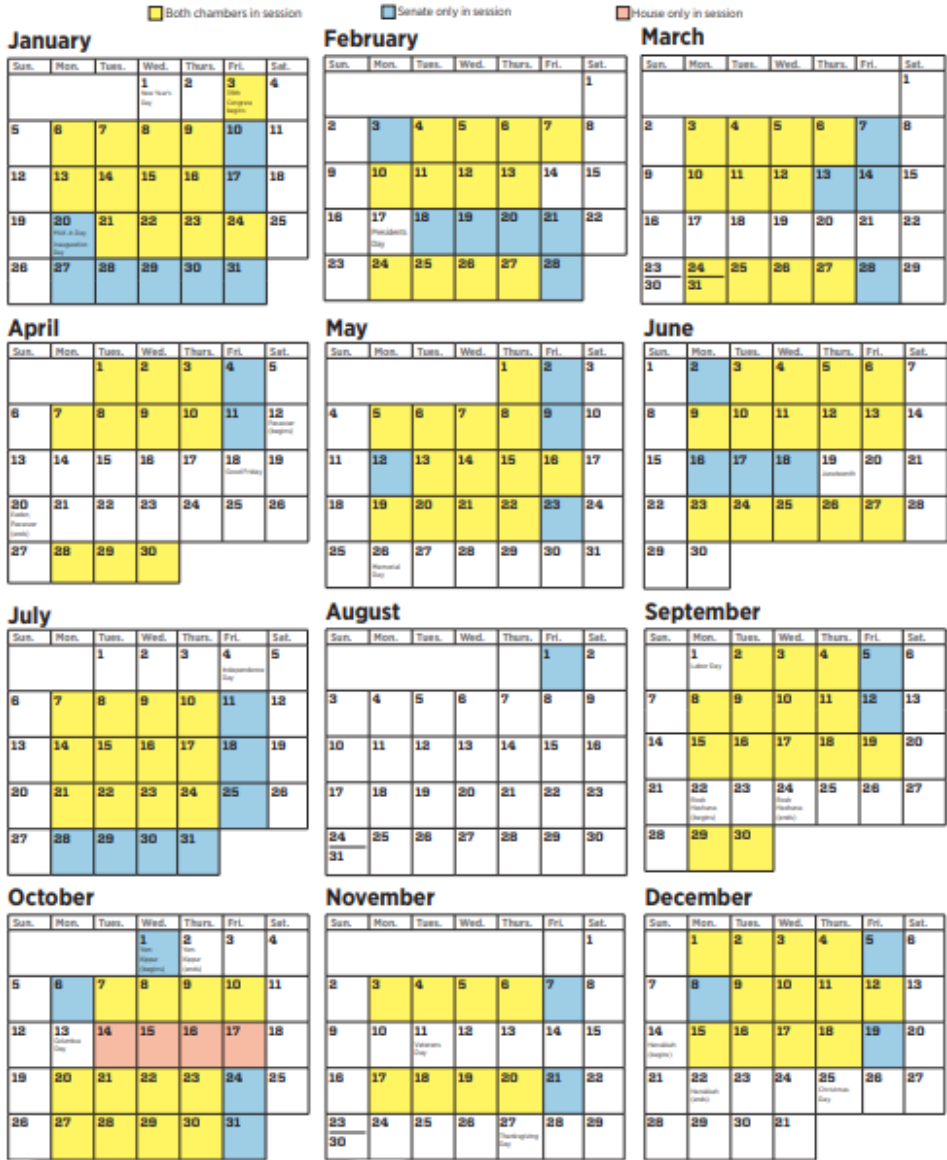 Both chambers in session
Senate only in session
House only in session
January
Sun. Mon. Tues. Wed. Thurs. Fri. Sat.
1 2 3 4
New Year's
Day
Congress
begins
5 6 7 8 9 10 11
12 13 14 15 16 17 18
19 20 21 22 23 24 25
Day
Inauguration
Day
26 27 28 29 30 31
February
Sun. Mon. Tues. Wed. Thurs. Fri. Sat.
1
2 3 4 5 6 7 8
9 10 11 12 13 14 15
16 17 18 19 20 21 22
Presidents
Day
23 24 25 26 27 28
March
Sun. Mon. Tues. Wed. Thurs. Fri. Sat.
1
2 3 4 5 6 7 8
9 10 11 12 13 14 15
16 17 18 19 20 21 22
23 24 25 26 27 28 29
30 31
April
Sun. Mon. Tues. Wed. Thurs. Fri. Sat.
1 2 3 4 5
6 7 8 9 10 11 12
Passover
(begins)
13 14 15 16 17 18 19
Good Friday
20 21 22 23 24 25 26
Easter,
Passover
(ends)
27 28 29 30
May
Sun. Mon. Tues. Wed. Thurs. Fri. Sat.
1 2 3
4 5 6 7 8 9 10
11 12 13 14 15 16 17
18 19 20 21 22 23 24
25 26 27 28 29 30 31
Memorial
Day
June
Sun. Mon. Tues. Wed. Thurs. Fri. Sat.
1 2 3 4 5 6 7
8 9 10 11 12 13 14
15 16 17 18 19 20 21
Juneteenth
22 23 24 25 26 27 28
29 30
July
Sun. Mon. Tues. Wed. Thurs. Fri. Sat.
1 2 3 4 5
Independence
Day
6 7 8 9 10 11 12
13 14 15 16 17 18 19
20 21 22 23 24 25 26
27 28 29 30 31
August
Sun. Mon. Tues. Wed. Thurs. Fri. Sat.
1 2
3 4 5 6 7 8 9
10 11 12 13 14 15 16
17 18 19 20 21 22 23
24 25 26 27 28 29 30
31
September
Sun. Mon. Tues. Wed. Thurs. Fri. Sat.
1 2 3 4 5 6
Labor Day
7 8 9 10 11 12 13
14 15 16 17 18 19 20
21 22 23 24 25 26 27
Rosh Rosh
Hashana Hashana
(begins) (ends)
28 29 30
October
Sun. Mon. Tues. Wed. Thurs. Fri. Sat.
1 2 3 4
Yom Yom
Kippur Kippur
(begins) (ends)
5 6 7 8 9 10 11
12 13 14 15 16 17 18
Columbus
Day
19 20 21 22 23 24 25
26 27 28 29 30 31
November
Sun. Mon. Tues. Wed. Thurs. Fri. Sat.
1
2 3 4 5 6 7 8
9 10 11 12 13 14 15
Veterans
Day
16 17 18 19 20 21 22
23 24 25 26 27 28 29
30
Thanksgiving
Day
December
Sun. Mon. Tues. Wed. Thurs. Fri. Sat.
1 2 3 4 5 6
7 8 9 10 11 12 13
14 15 16 17 18 19 20
Hanukkah
(begins)
21 22 23 24 25 26 27
Hanukkah
(ends)
Christmas
Day
28 29 30 21